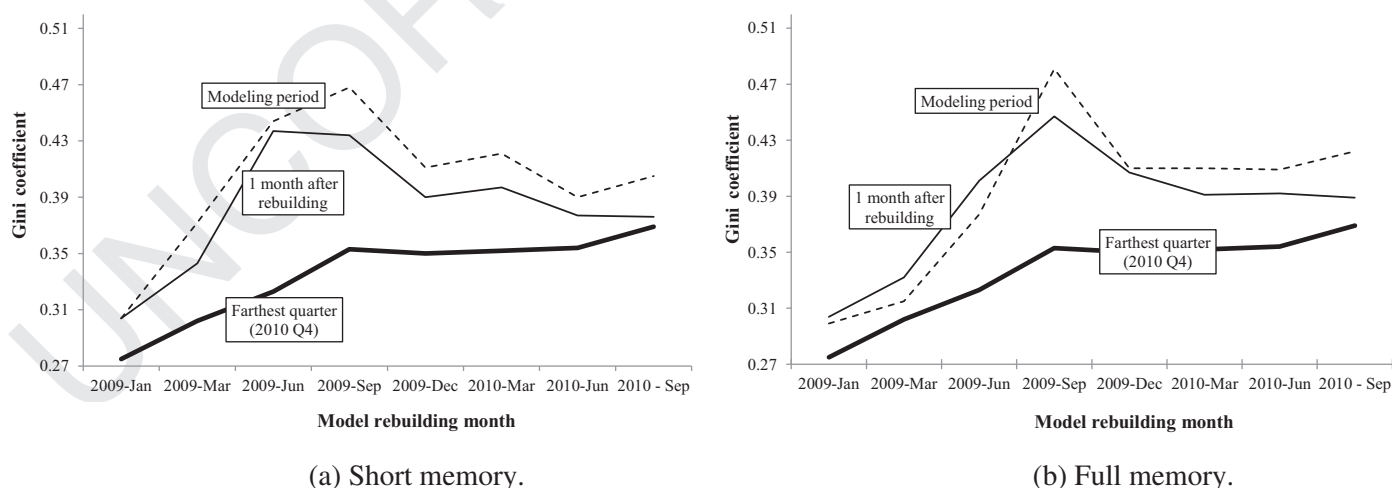 0.51
0.47
0.43
0.39
0.35
0.31
0.27
Gini coefficient
Modeling period
1 month after
rebuilding
Farthest quarter
(2010 Q4)
2009-Jan 2009-Mar 2009-Jun 2009-Sep 2009-Dec 2010-Mar 2010-Jun 2010 - Sep
Model rebuilding month
(a) Short memory.
0.51
0.47
0.43
0.39
0.35
0.31
0.27
Gini coefficient
Modeling period
1 month after
rebuilding
Farthest quarter
(2010 Q4)
2009-Jan 2009-Mar 2009-Jun 2009-Sep 2009-Dec 2010-Mar 2010-Jun 2010 - Sep
Model rebuilding month
(b) Full memory.
UNCOR